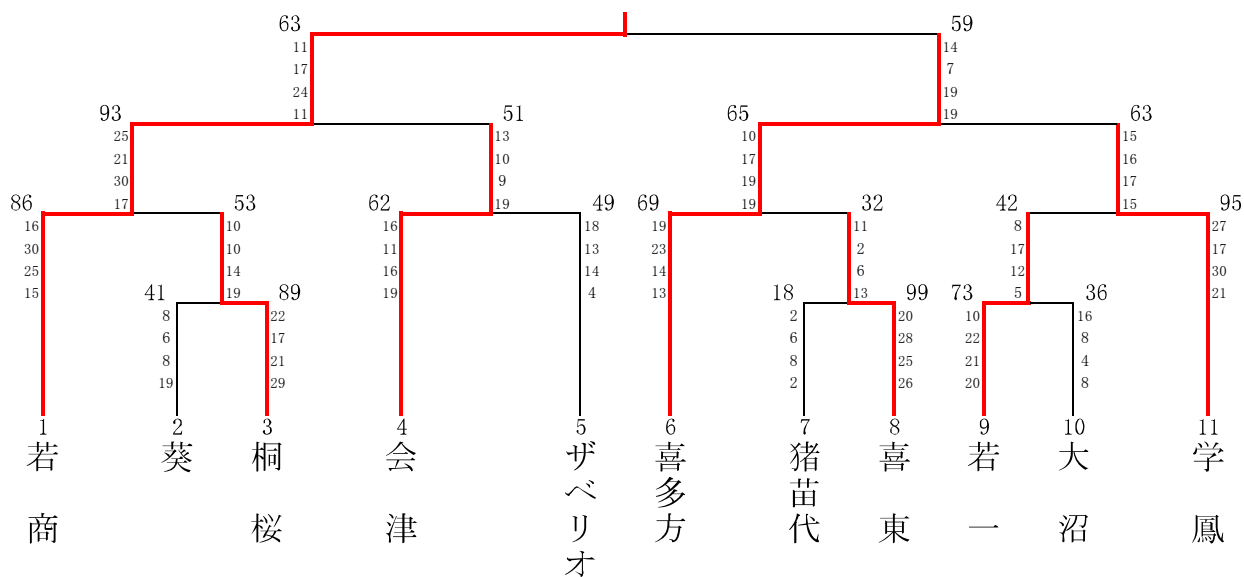 63 59
11 14
17 7
24 19
11 19
93 51 65 63
25 13 10 15
21 10 17 16
30 9 19 17
17 19 19 15
86 53 62 49 69 32 42 95
16 10 16 18 19 11 8 27
30 10 11 13 23 2 17 17
25 14 16 14 14 6 12 30
15 19 19 4 13 13 5 21
41 89 18 99 73 36
8 22 2 20 10 16
6 17 6 28 22 8
8 21 8 25 21 4
19 29 2 26 20 8
1 2 3 4 5 6 7 8 9 10 11
若商
葵
桐桜
会津
ザベリオ
喜多方
猪苗代
喜東
若一
大沼
学鳳